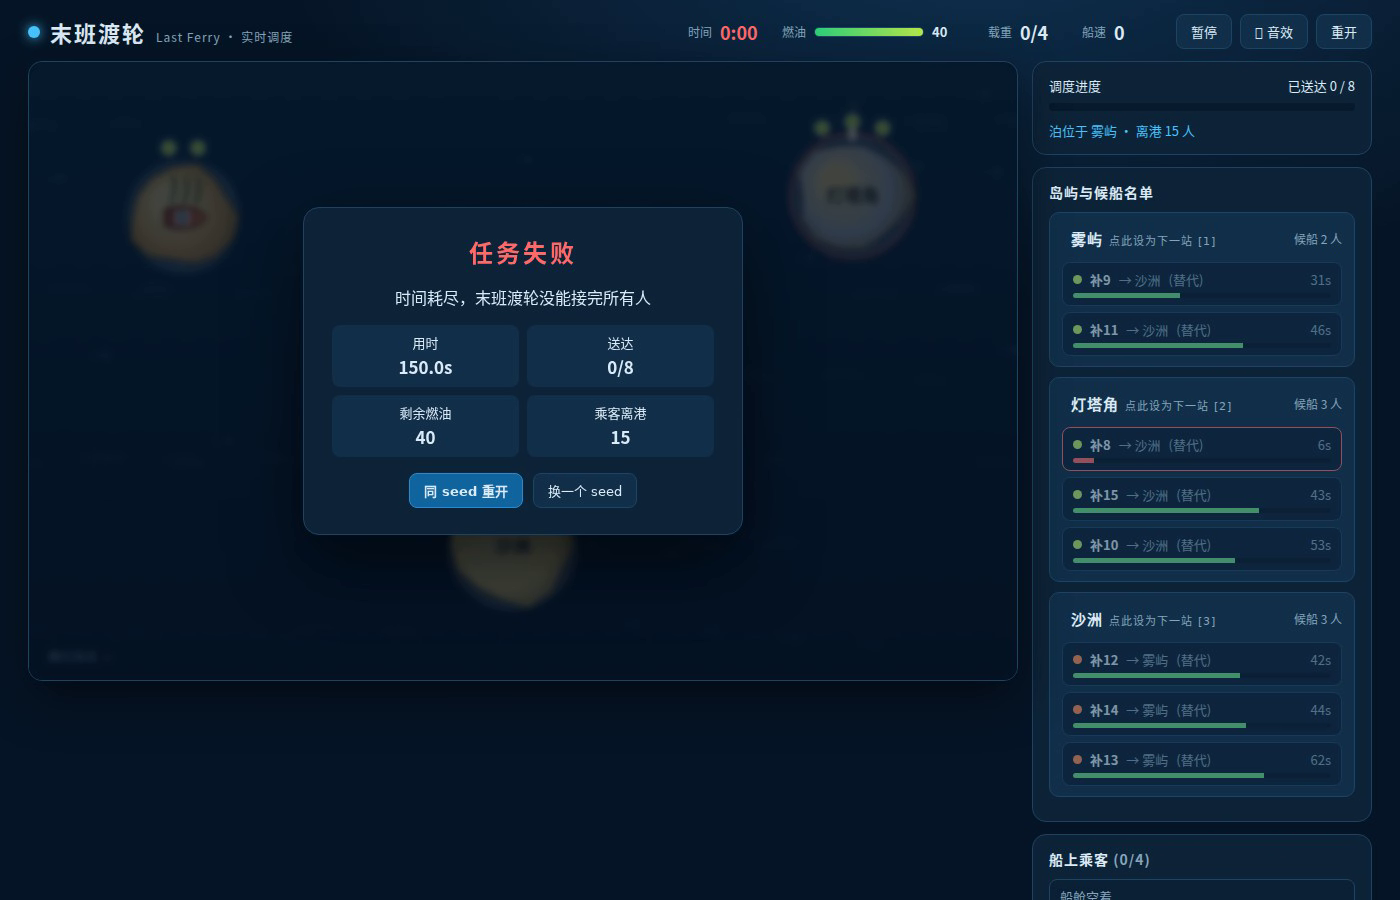 末班渡轮 Last Ferry · 实时调度
时间 0:00 燃油 40 载重 0/4 船速 0
暂停 音效 重开
灯塔角
任务失败
时间耗尽，末班渡轮没能接完所有人
用时 送达
150.0s 0/8
剩余燃油 乘客离港
40 15
同 seed 重开 换一个 seed
调度进度 已送达 0 / 8
泊位于 雾屿 · 离港 15 人
岛屿与候船名单
雾屿 点此设为下一站 [1] 候船 2 人
补9 →沙洲（替代） 31s
补11 →沙洲（替代） 46s
灯塔角 点此设为下一站 [2] 候船 3 人
补8 →沙洲（替代） 6s
补15 →沙洲（替代） 43s
补10 →沙洲（替代） 53s
沙洲 点此设为下一站 [3] 候船 3 人
补12 →雾屿（替代） 42s
补14 →雾屿（替代） 44s
补13 →雾屿（替代） 62s
船上乘客 (0/4)
船舱空着